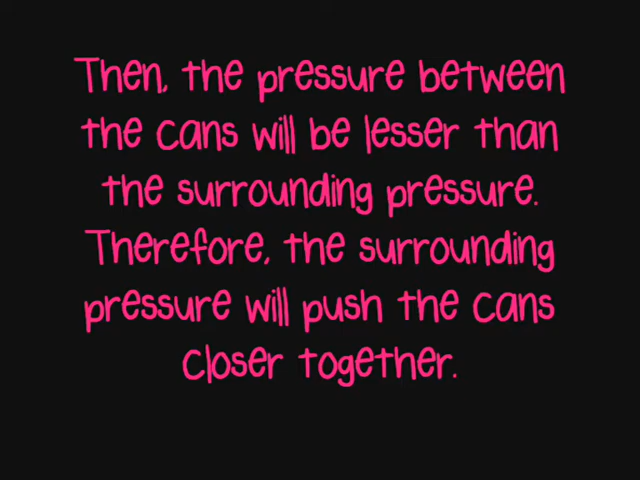 Then, the pressure between
the cans will be lesser than
the surrounding pressure.
Therefore, the surrounding
pressure will push the cans
closer together.